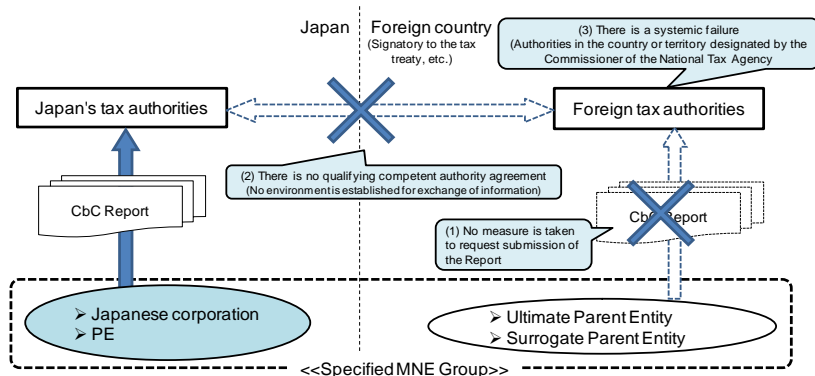 Japan
Foreign country
(Signatory to the tax
treaty, etc.)
(3) There is a systemic failure
(Authorities in the country or territory designated by the
Commissioner of the National Tax Agency
Japan's tax authorities
Foreign tax authorities
(2) There is no qualifying competent authority agreement
(No environment is established for exchange of information)
CbC Report
CbC Report
(1) No measure is taken
to request submission of
the Report
➢ Japanese corporation
➢ PE
➢ Ultimate Parent Entity
➢ Surrogate Parent Entity
<<Specified MNE Group>>